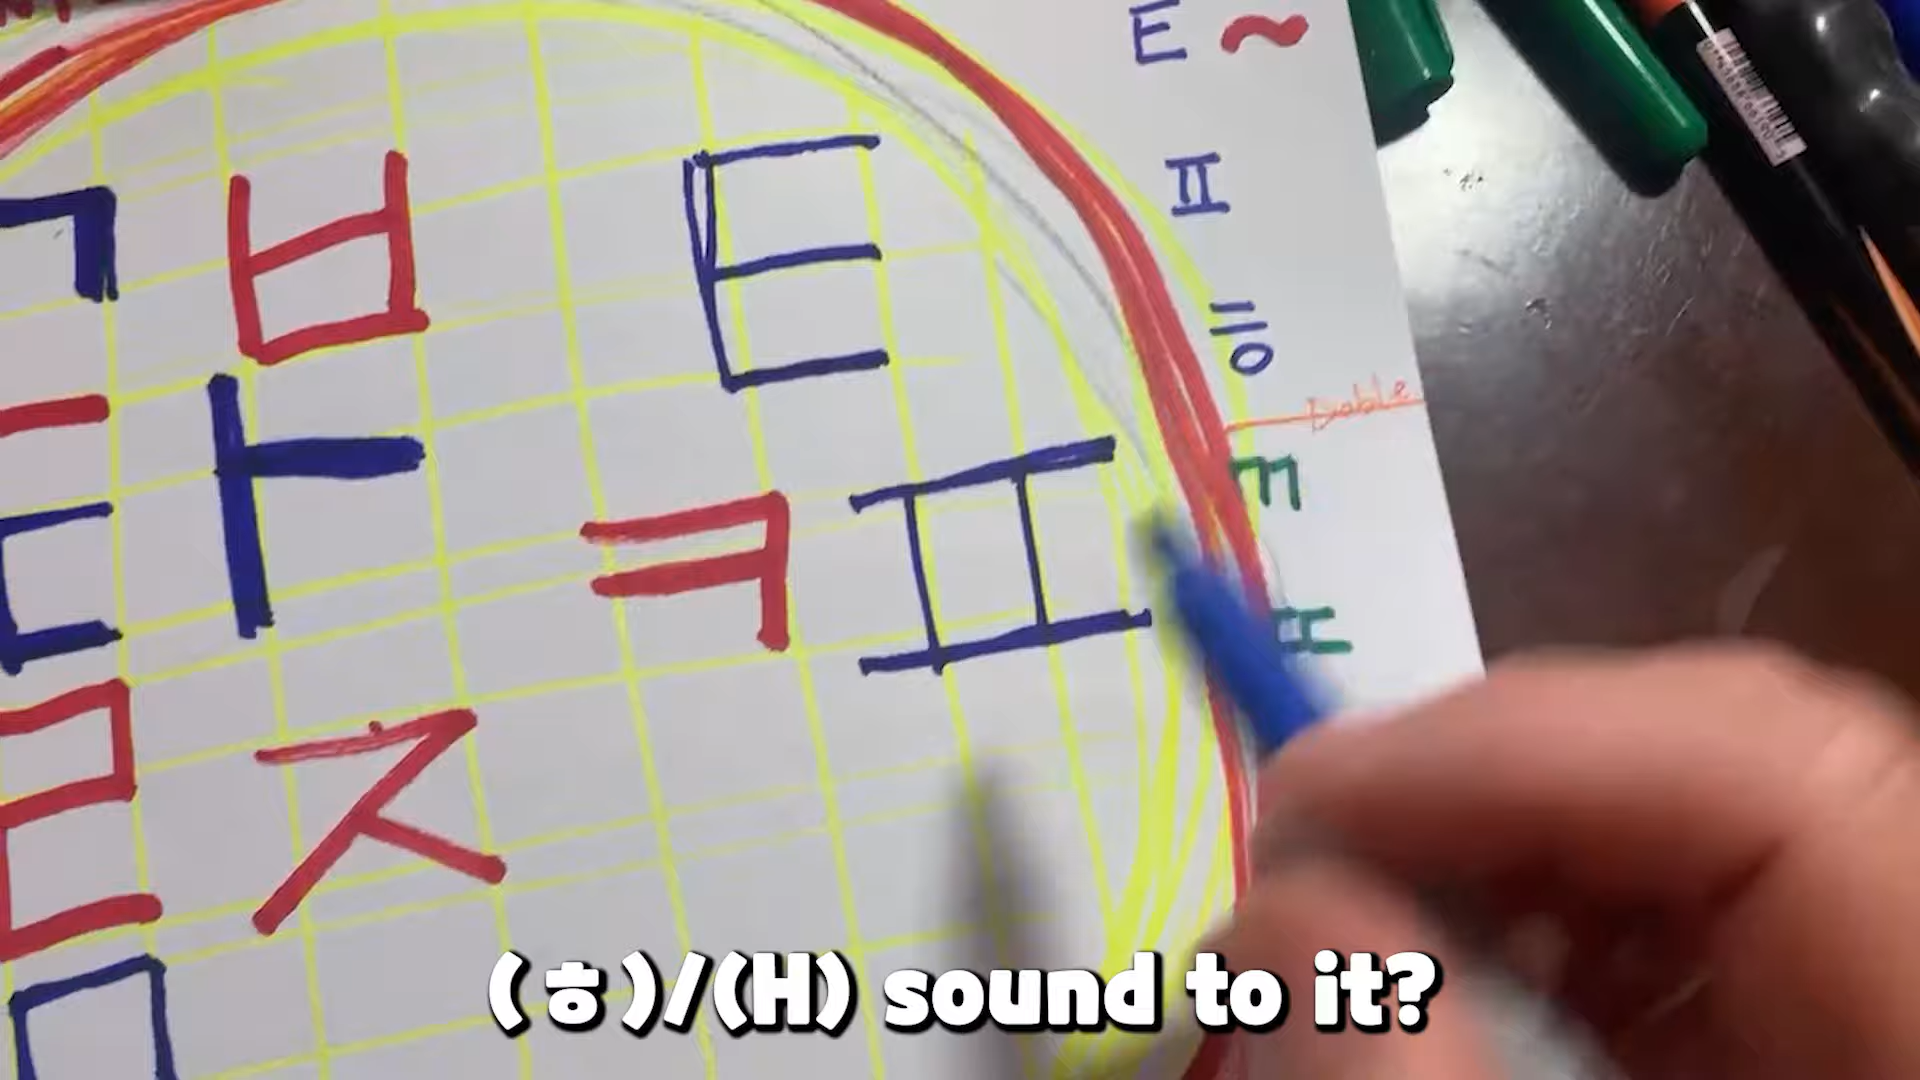 ㅌ ~
ㅍ
ㅎ
Doble
ㄲ
ㄸ
ㄱ ㅂ ㅌ
ㅏ ㅋ ㅍ
ㄷ
ㄹ ㅈ
(ㅎ)/(H) sound to it?